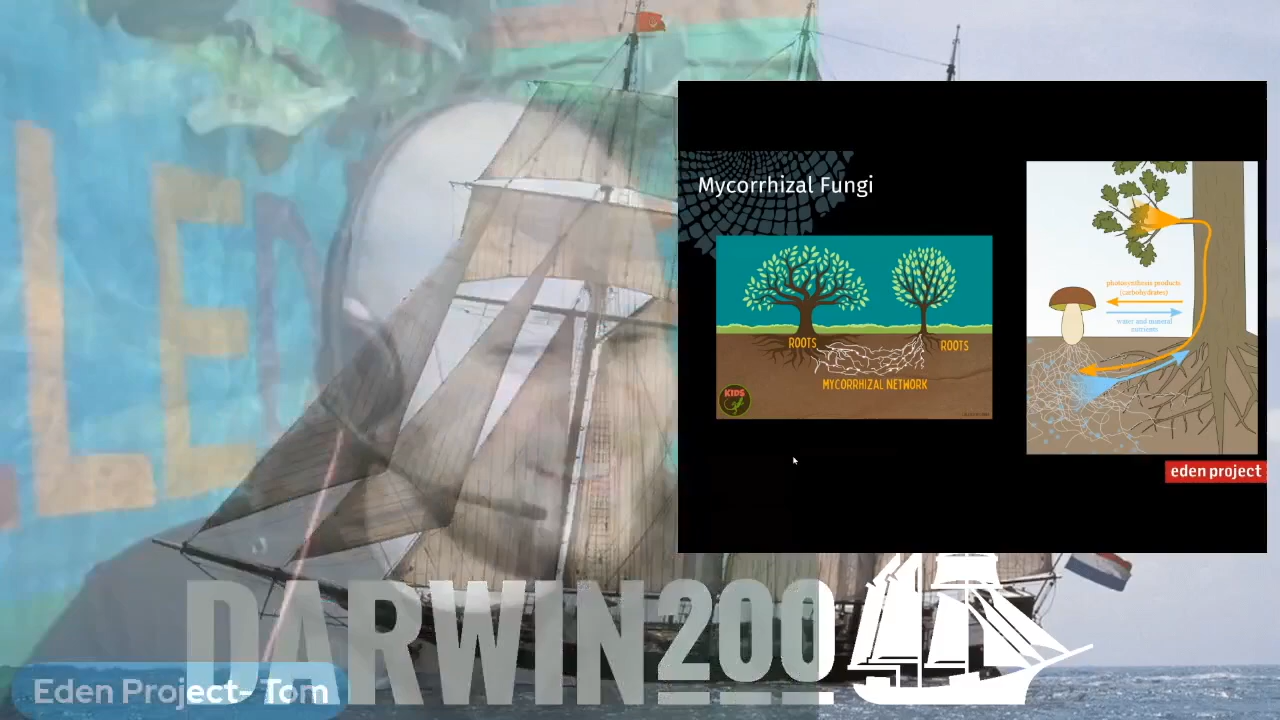 LEN
Mycorrhizal Fungi
ROOTS
ROOTS
MYCORRHIZAL NETWORK
KIDS
photosynthesis products
(carbohydrates)
water and mineral
nutrients
eden project
DARWIN200
Eden Project- Tom